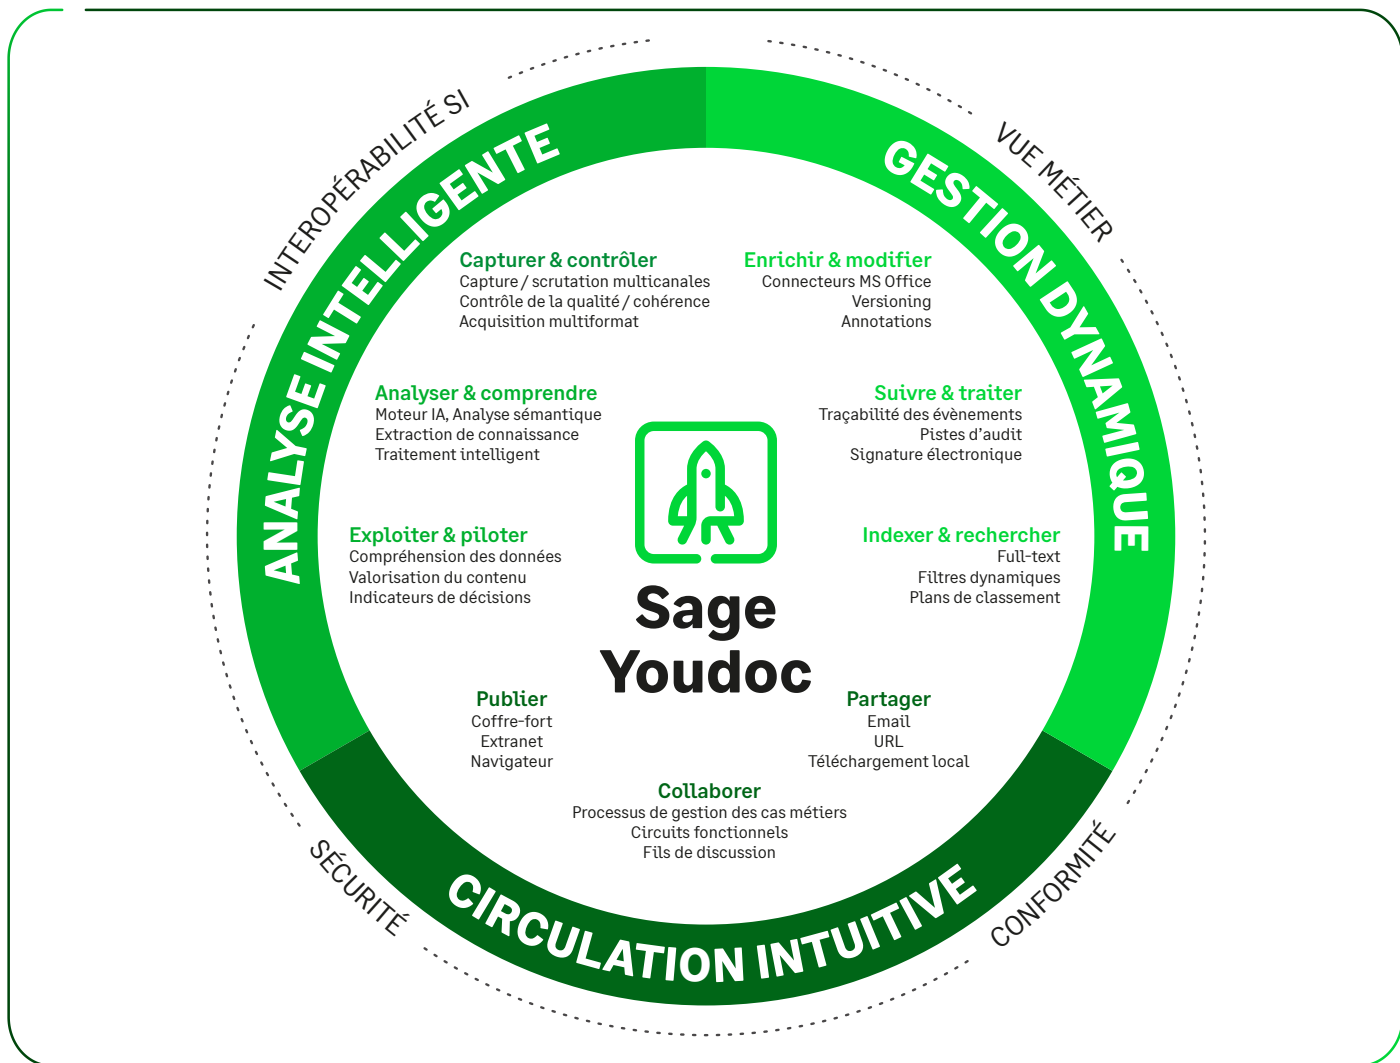 INTEROPÉRABILITÉ SI
VUE MÉTIER
ANALYSE INTELLIGENTE
GESTION DYNAMIQUE
Capturer & contrôler
Capture / scrutation multicanales
Contrôle de la qualité / cohérence
Acquisition multiformat
Enrichir & modifier
Connecteurs MS Office
Versioning
Annotations
Analyser & comprendre
Moteur IA, Analyse sémantique
Extraction de connaissance
Traitement intelligent
Suivre & traiter
Traçabilité des évènements
Pistes d’audit
Signature électronique
Exploiter & piloter
Compréhension des données
Valorisation du contenu
Indicateurs de décisions
Indexer & rechercher
Full-text
Filtres dynamiques
Plans de classement
Sage
Youdoc
Publier
Coffre-fort
Extranet
Navigateur
Partager
Email
URL
Téléchargement local
Collaborer
Processus de gestion des cas métiers
Circuits fonctionnels
Fils de discussion
CIRCULATION INTUITIVE
SÉCURITÉ
CONFORMITÉ